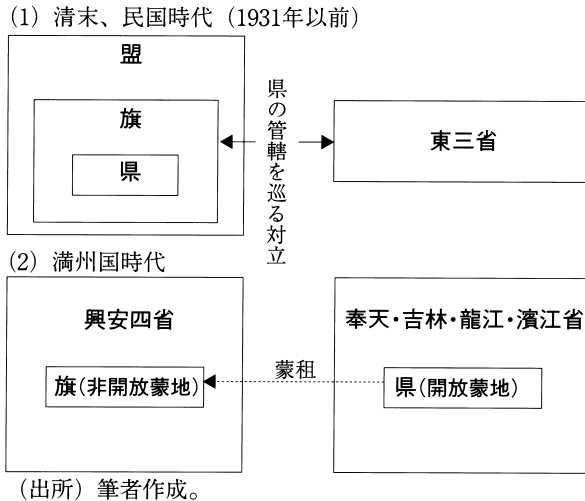 (1) 清末、民国時代（1931年以前）
盟
旗
県
県の管轄を巡る対立
東三省
(2) 満州国時代
興安四省
旗(非開放蒙地)
蒙租
奉天・吉林・龍江・濱江省
県(開放蒙地)
（出所）筆者作成。